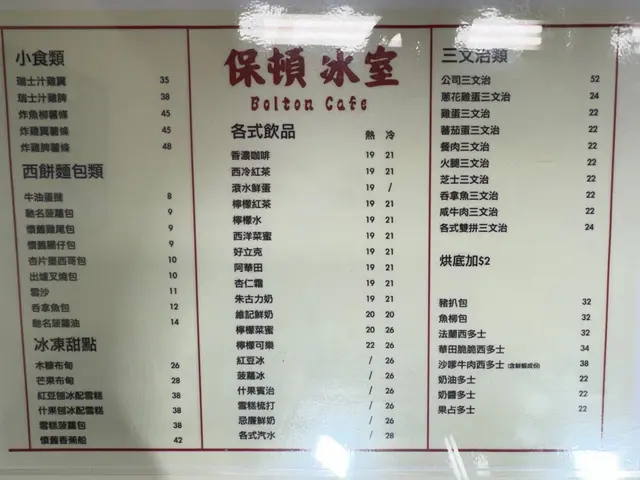 小食類
瑞士汁雞翼 35
瑞士汁雞髀 38
炸魚柳薯條 45
炸雞翼薯條 45
炸雞髀薯條 48
西餅麵包類
牛油蛋撻 8
馳名菠蘿包 9
懷舊雞尾包 9
懷舊腸仔包 9
杏片墨西哥包 10
出爐叉燒包 10
雪沙 11
吞拿魚包 12
馳名菠蘿油 14
冰凍甜點
木糠布甸 26
芒果布甸 28
紅豆刨冰配雪糕 38
什果刨冰配雪糕 38
雪糕菠蘿包 38
懷舊香蕉船 42
保頓冰室
Bolton Cafe
各式飲品 熱 冷
香濃咖啡 19 21
西冷紅茶 19 21
滾水鮮蛋 19 /
檸檬紅茶 19 21
檸檬水 19 21
西洋菜蜜 19 21
好立克 19 21
阿華田 19 21
杏仁霜 19 21
朱古力奶 19 21
維記鮮奶 20 20
檸檬菜蜜 20 26
檸檬可樂 22 26
紅豆冰 / 26
菠蘿冰 / 26
什果賓治 / 26
雪糕梳打 / 26
忌廉鮮奶 / 26
各式汽水 / 28
三文治類
公司三文治 52
蔥花雞蛋三文治 24
雞蛋三文治 22
蕃茄蛋三文治 22
餐肉三文治 22
火腿三文治 22
芝士三文治 22
吞拿魚三文治 22
咸牛肉三文治 22
各式雙拼三文治 24
烘底加$2
豬扒包 32
魚柳包 32
法蘭西多士 32
華田脆脆西多士 34
沙嗲牛肉西多士 (含蝦蝦成份) 38
奶油多士 22
奶醬多士 22
果占多士 22